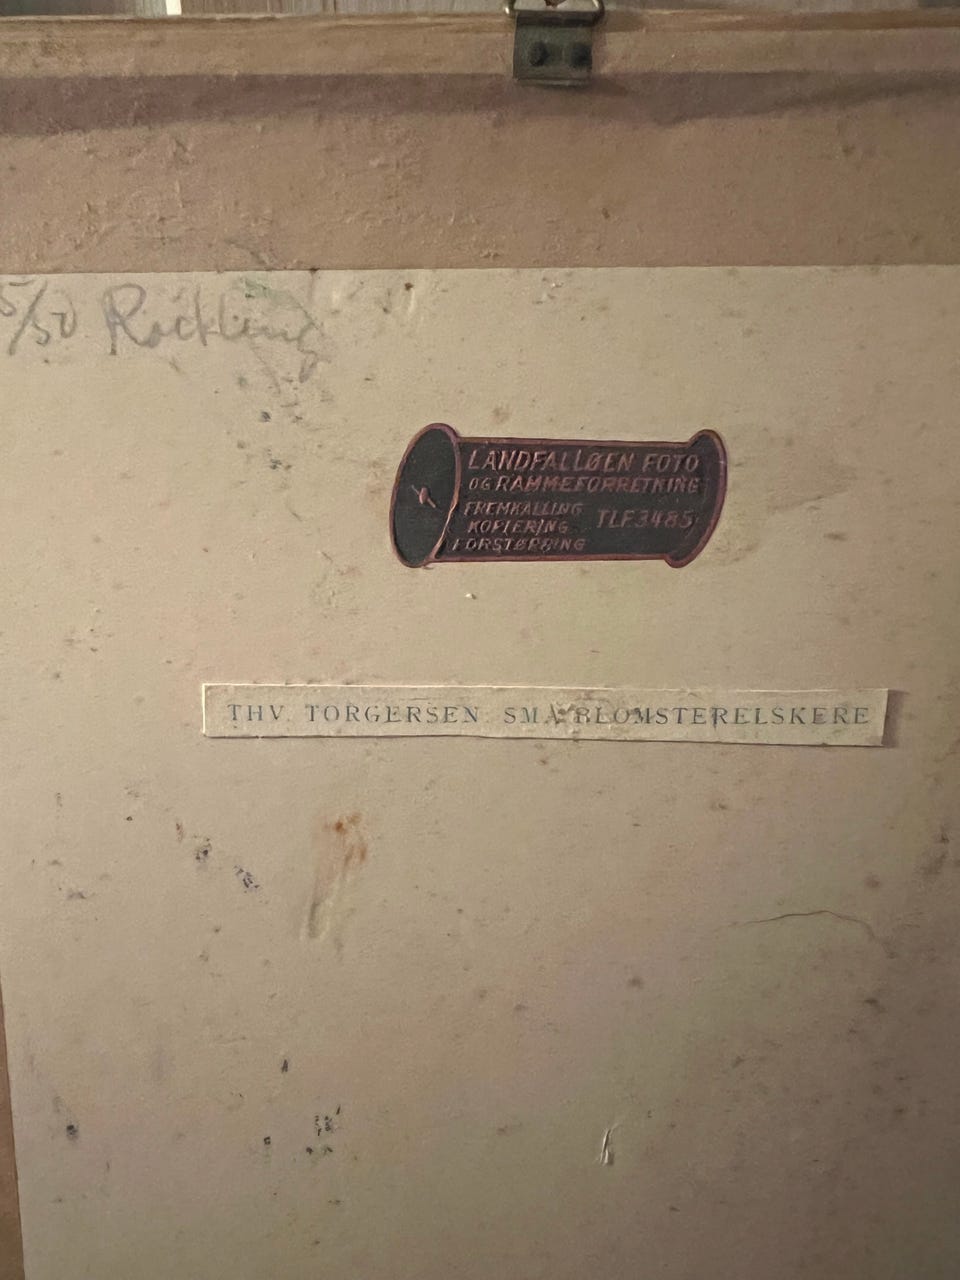 5/50 Röckling
LANDFALLØEN FOTO
OG RAMMEFORRETNING
FREMKALLING
KOPIERING TLF.3485
FORSTØRRING
THV. TORGERSEN: SMÅ BLOMSTERELSKERE